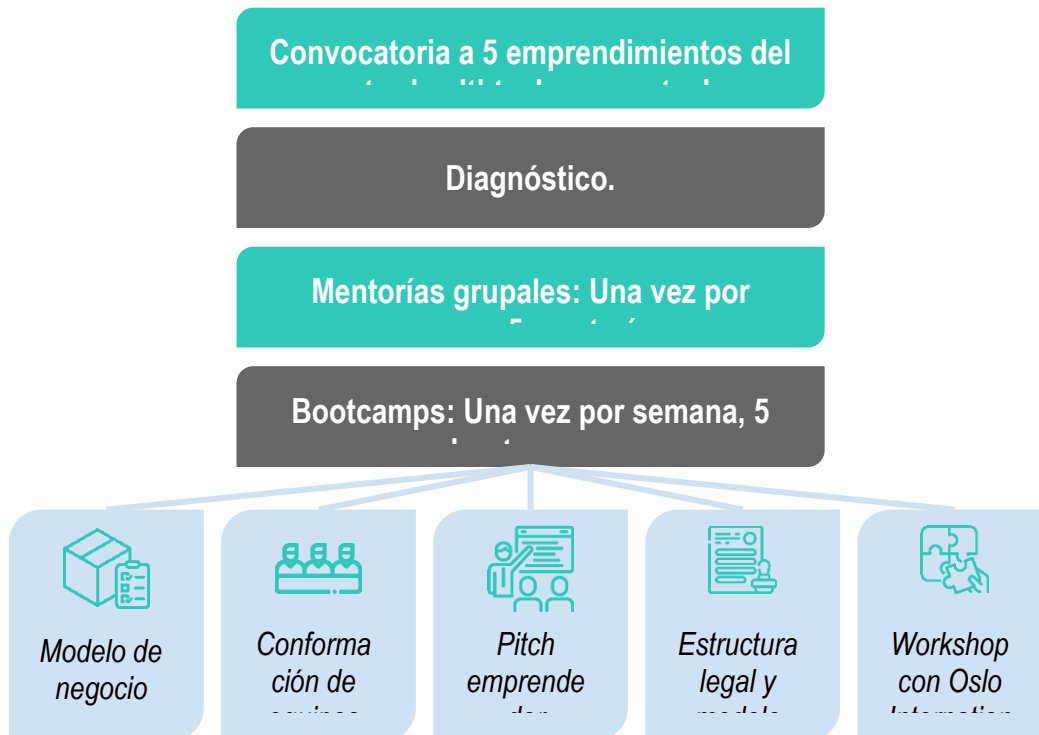 Convocatoria a 5 emprendimientos del
Diagnóstico.
Mentorías grupales: Una vez por
Bootcamps: Una vez por semana, 5
Modelo de
negocio
Conforma
ción de
Pitch
emprende
Estructura
legal y
Workshop
con Oslo